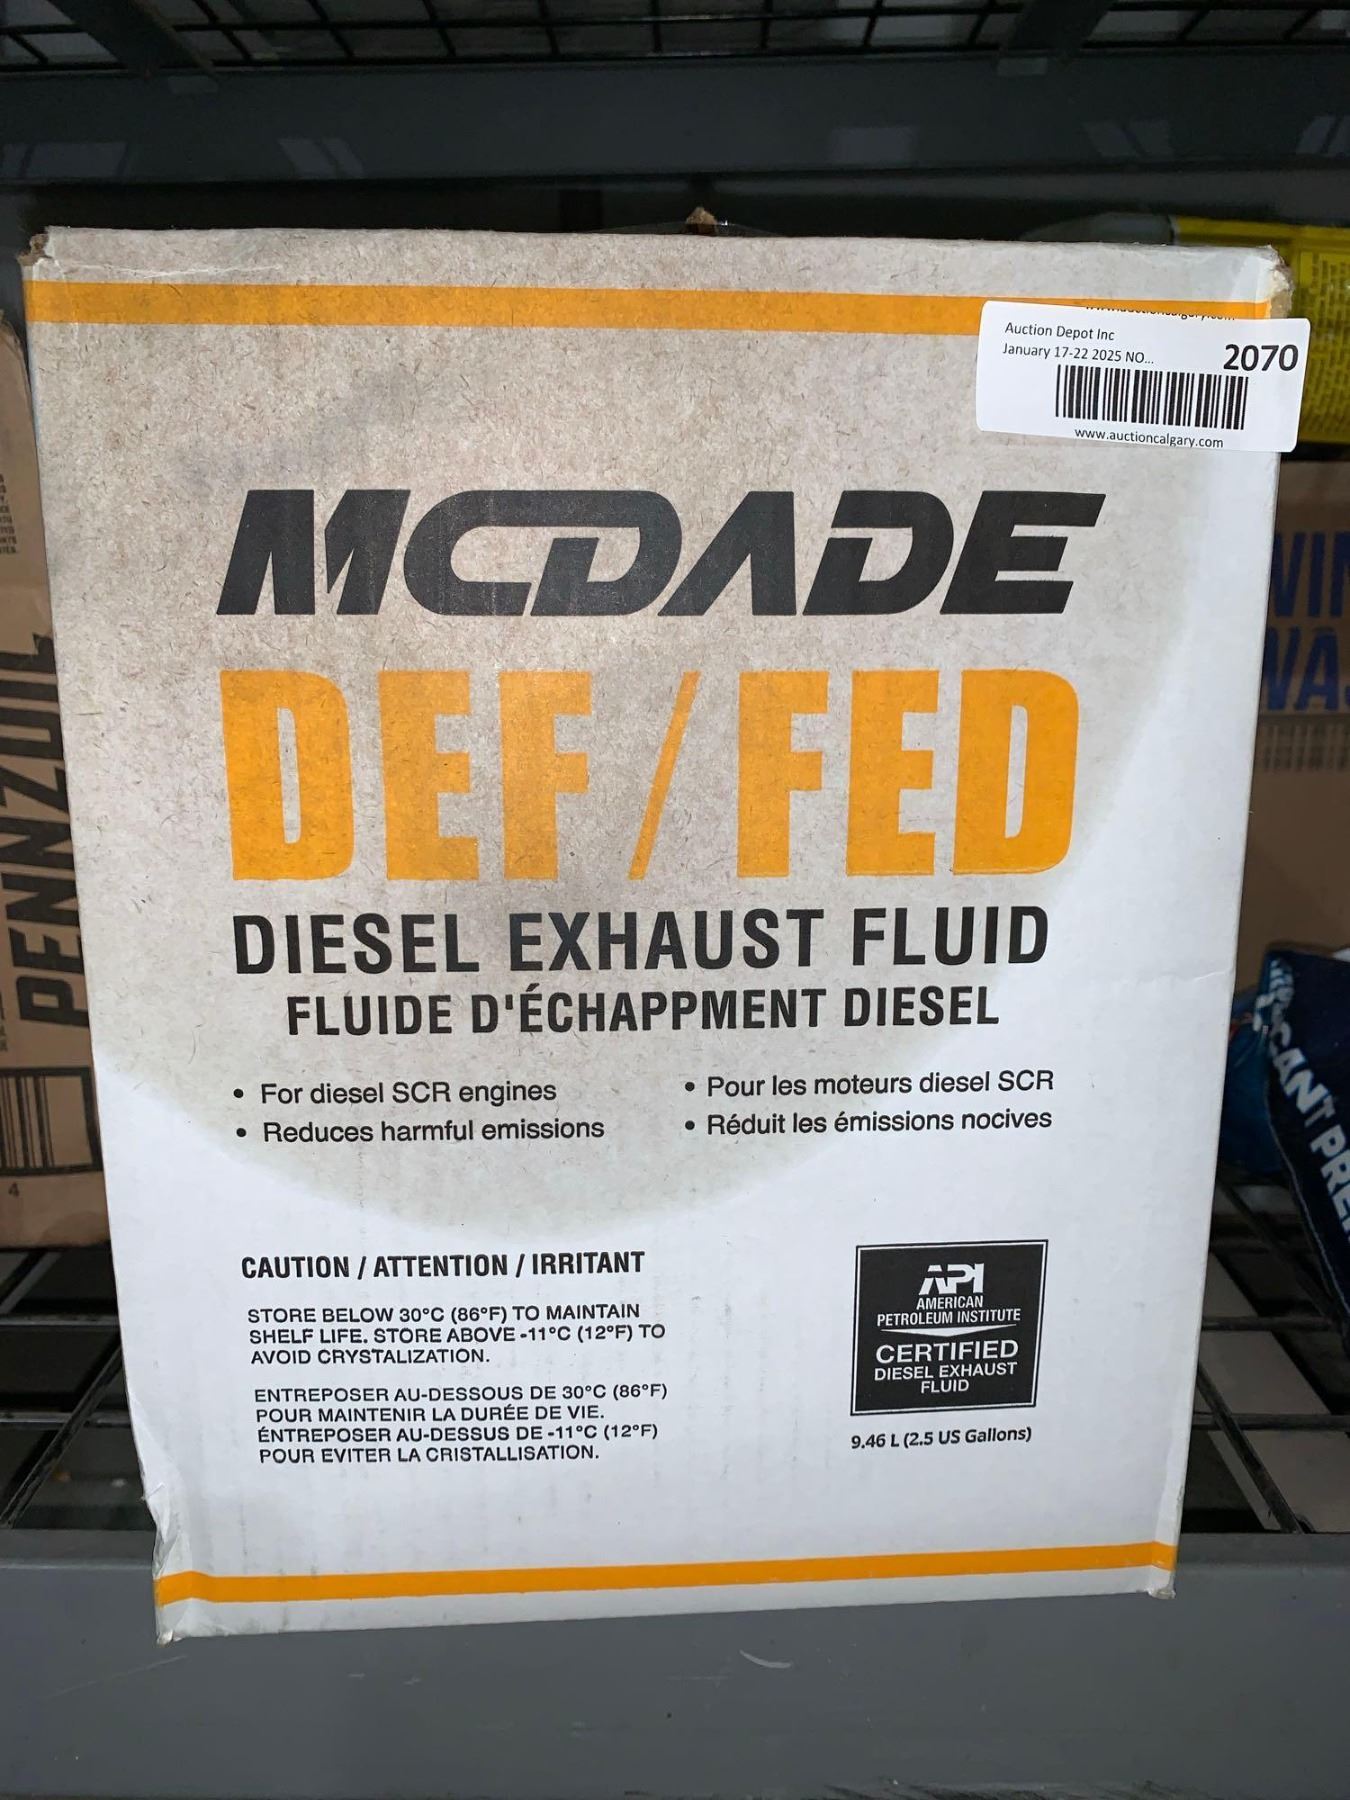 Auction Depot Inc
January 17-22 2025 NO...
2070
www.auctioncalgary.com
MCDADE
DEF/FED
DIESEL EXHAUST FLUID
FLUIDE D'ÉCHAPPMENT DIESEL
• For diesel SCR engines
• Reduces harmful emissions
• Pour les moteurs diesel SCR
• Réduit les émissions nocives
CAUTION / ATTENTION / IRRITANT
STORE BELOW 30°C (86°F) TO MAINTAIN
SHELF LIFE. STORE ABOVE -11°C (12°F) TO
AVOID CRYSTALIZATION.
ENTREPOSER AU-DESSOUS DE 30°C (86°F)
POUR MAINTENIR LA DURÉE DE VIE.
ÉNTREPOSER AU-DESSUS DE -11°C (12°F)
POUR EVITER LA CRISTALLISATION.
API
AMERICAN
PETROLEUM INSTITUTE
CERTIFIED
DIESEL EXHAUST
FLUID
9.46 L (2.5 US Gallons)
PENNZOIL
4